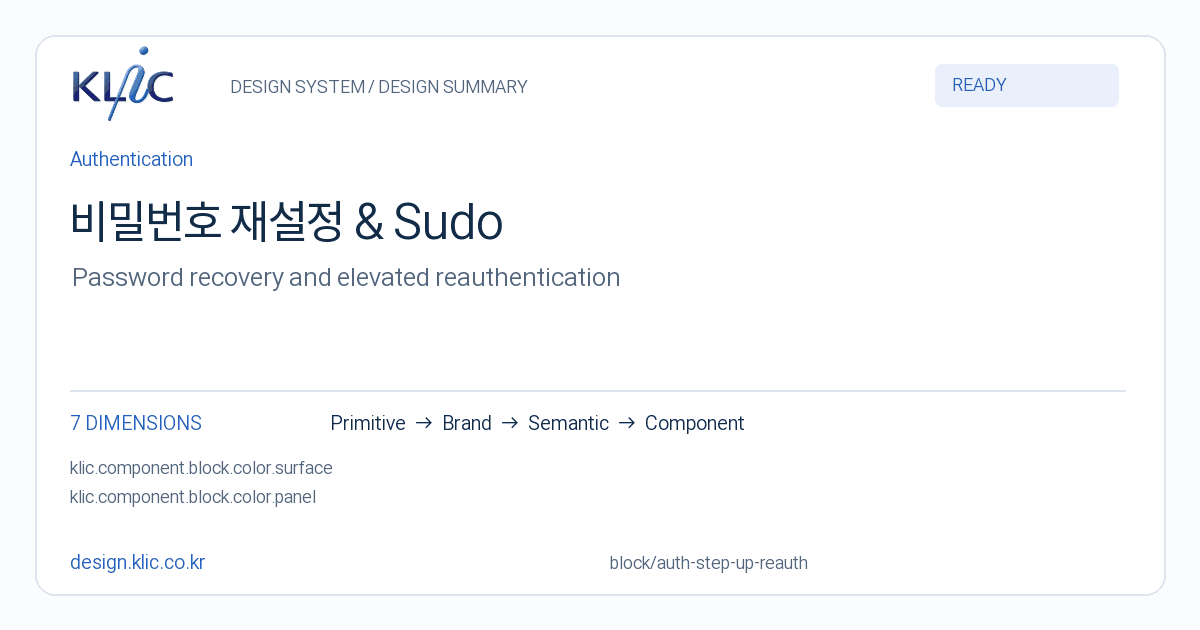 KLiC
DESIGN SYSTEM / DESIGN SUMMARY
READY
Authentication
비밀번호 재설정 & Sudo
Password recovery and elevated reauthentication
7 DIMENSIONS
Primitive → Brand → Semantic → Component
klic.component.block.color.surface
klic.component.block.color.panel
design.klic.co.kr
block/auth-step-up-reauth